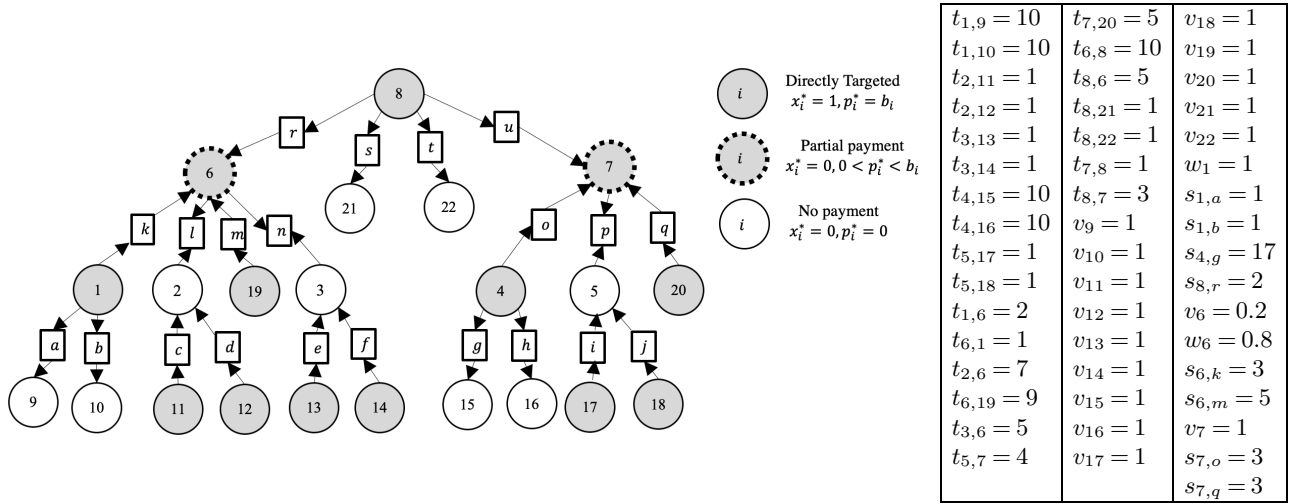 8
r
s
t
u
6
7
21
22
k
l
m
n
o
p
q
1
2
19
3
4
5
20
a
b
c
d
e
f
g
h
i
j
9
10
11
12
13
14
15
16
17
18
i
Directly Targeted
x_i^* = 1, p_i^* = b_i
i
Partial payment
x_i^* = 0, 0 < p_i^* < b_i
i
No payment
x_i^* = 0, p_i^* = 0
t_{1,9} = 10
t_{1,10} = 10
t_{2,11} = 1
t_{2,12} = 1
t_{3,13} = 1
t_{3,14} = 1
t_{4,15} = 10
t_{4,16} = 10
t_{5,17} = 1
t_{5,18} = 1
t_{1,6} = 2
t_{6,1} = 1
t_{2,6} = 7
t_{6,19} = 9
t_{3,6} = 5
t_{5,7} = 4
t_{7,20} = 5
t_{6,8} = 10
t_{8,6} = 5
t_{8,21} = 1
t_{8,22} = 1
t_{7,8} = 1
t_{8,7} = 3
v_9 = 1
v_{10} = 1
v_{11} = 1
v_{12} = 1
v_{13} = 1
v_{14} = 1
v_{15} = 1
v_{16} = 1
v_{17} = 1
v_{18} = 1
v_{19} = 1
v_{20} = 1
v_{21} = 1
v_{22} = 1
w_1 = 1
s_{1,a} = 1
s_{1,b} = 1
s_{4,g} = 17
s_{8,r} = 2
v_6 = 0.2
w_6 = 0.8
s_{6,k} = 3
s_{6,m} = 5
v_7 = 1
s_{7,o} = 3
s_{7,q} = 3